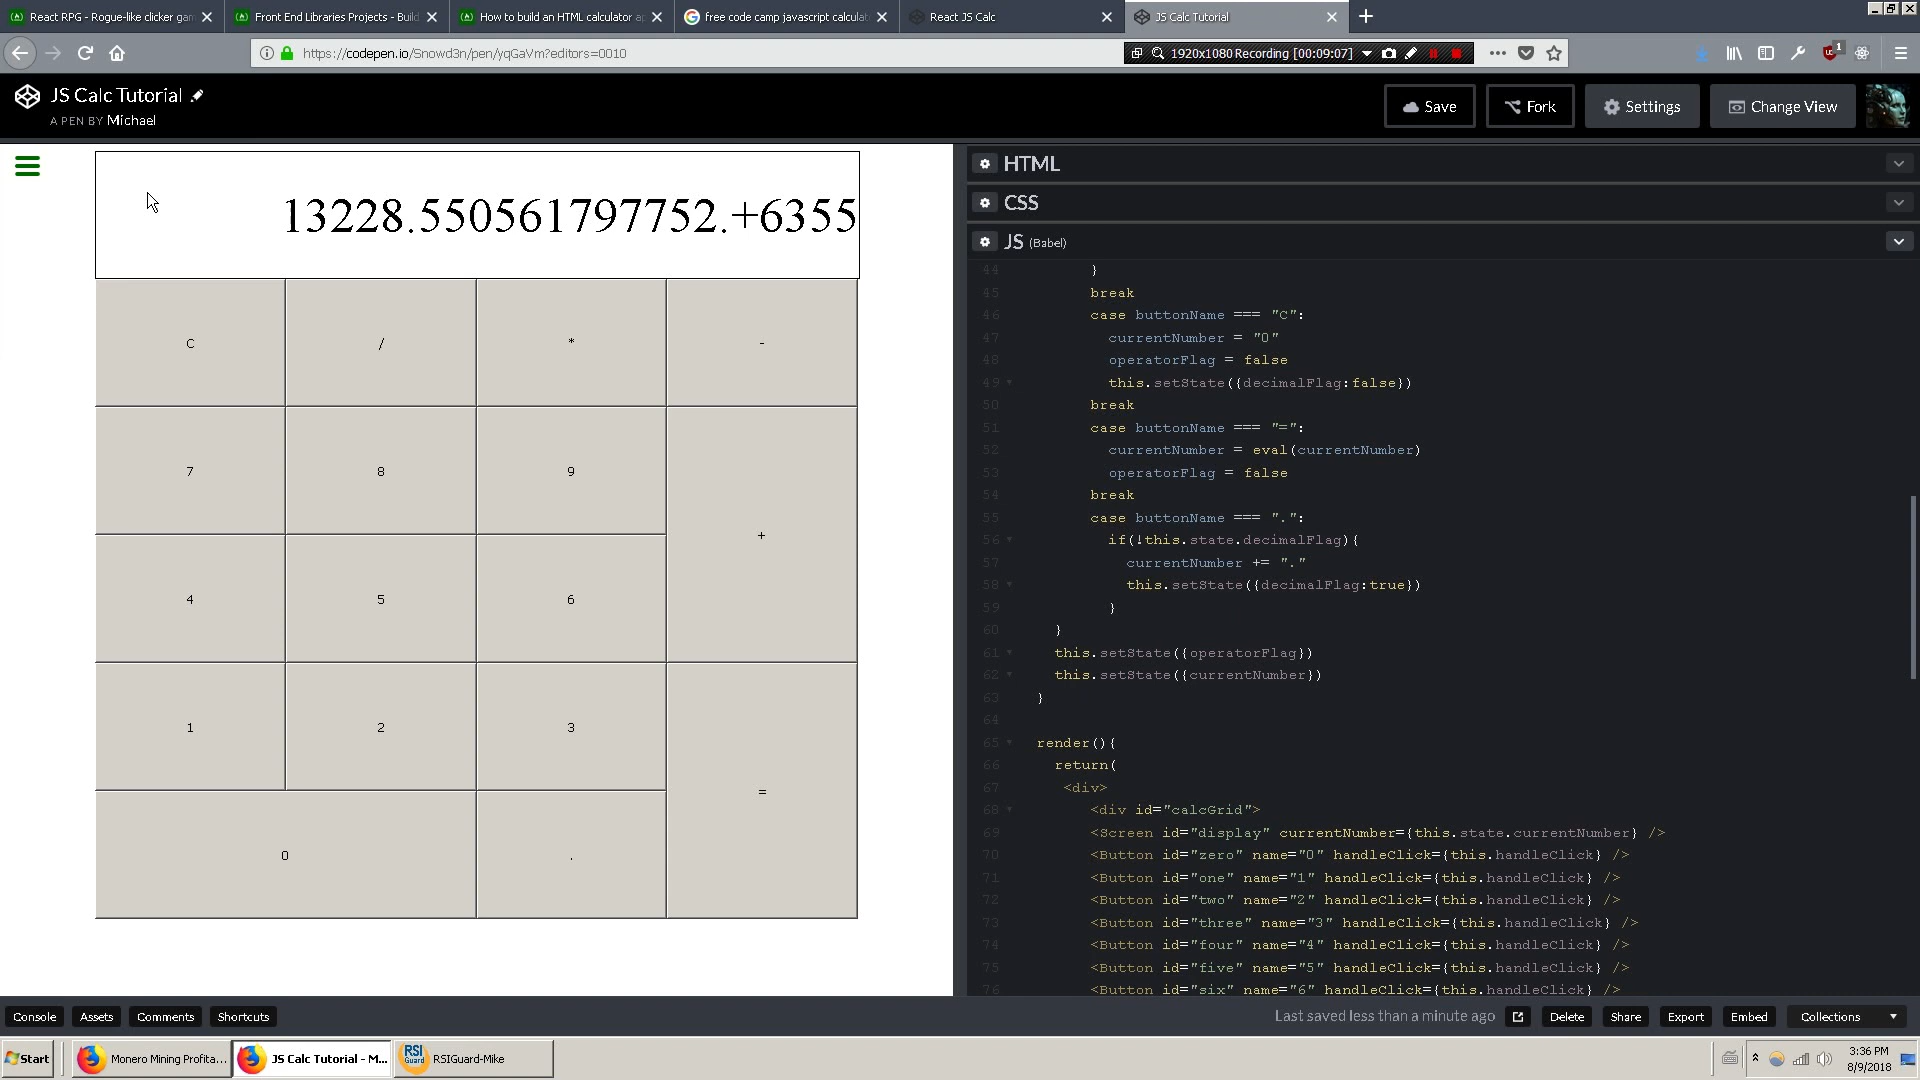 React RPG - Rogue-like clicker gam
Front End Libraries Projects - Build
How to build an HTML calculator a
free code camp javascript calculat
React JS Calc
JS Calc Tutorial
https://codepen.io/Snowd3n/pen/yqGaVm?editors=0010
1920x1080 Recording [00:09:07]
1
JS Calc Tutorial
A PEN BY Michael
Save
Fork
Settings
Change View
13228.550561797752.+6355
C
/
*
-
7
8
9
+
4
5
6
1
2
3
=
0
.
HTML
CSS
JS (Babel)
44 }
45 break
46 case buttonName === "C":
47 currentNumber = "0"
48 operatorFlag = false
49 this.setState({decimalFlag:false})
50 break
51 case buttonName === "=":
52 currentNumber = eval(currentNumber)
53 operatorFlag = false
54 break
55 case buttonName === ".":
56 if(!this.state.decimalFlag){
57 currentNumber += "."
58 this.setState({decimalFlag:true})
59 }
60 }
61 this.setState({operatorFlag})
62 this.setState({currentNumber})
63 }
64
65 render(){
66 return(
67 <div>
68 <div id="calcGrid">
69 <Screen id="display" currentNumber={this.state.currentNumber} />
70 <Button id="zero" name="0" handleClick={this.handleClick} />
71 <Button id="one" name="1" handleClick={this.handleClick} />
72 <Button id="two" name="2" handleClick={this.handleClick} />
73 <Button id="three" name="3" handleClick={this.handleClick} />
74 <Button id="four" name="4" handleClick={this.handleClick} />
75 <Button id="five" name="5" handleClick={this.handleClick} />
76 <Button id="six" name="6" handleClick={this.handleClick} />
Console
Assets
Comments
Shortcuts
Last saved less than a minute ago
Delete
Share
Export
Embed
Collections
Start
Monero Mining Profita...
JS Calc Tutorial - M...
RSI Guard
RSIGuard-Mike
3:36 PM
8/9/2018